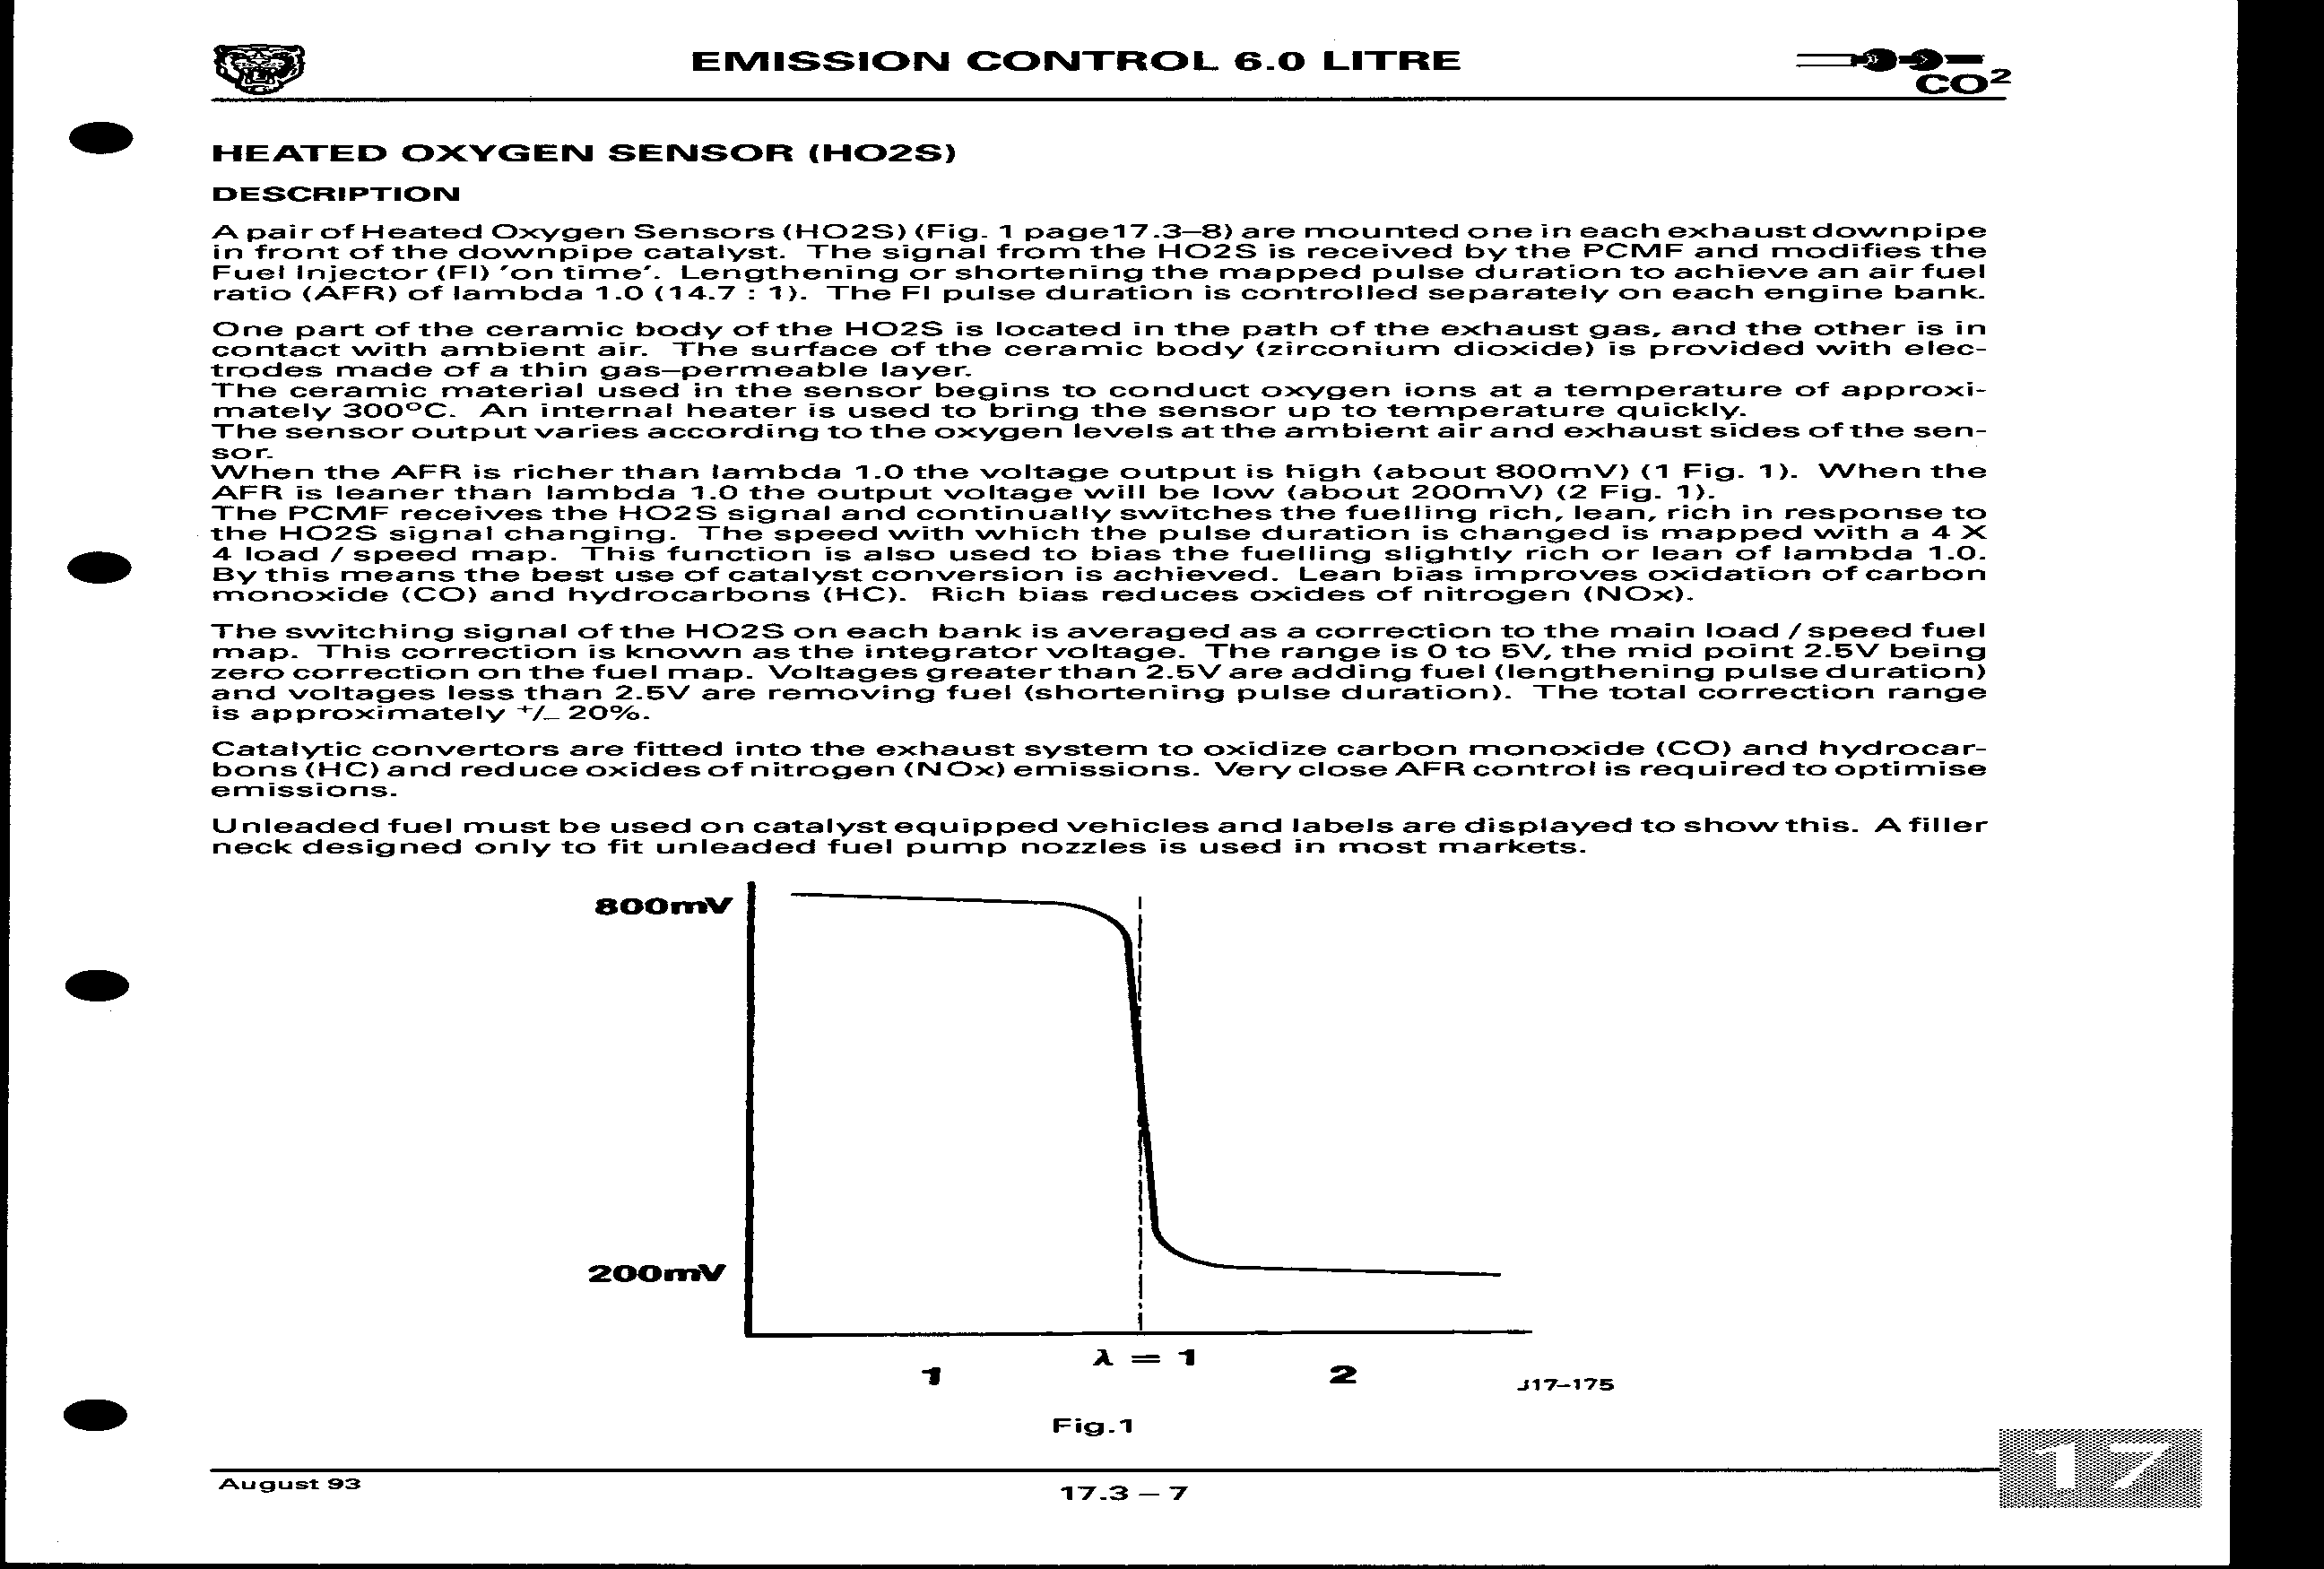 EMISSION CONTROL 6.0 LITRE
CO²
HEATED OXYGEN SENSOR (HO2S)
DESCRIPTION
A pair of Heated Oxygen Sensors (HO2S) (Fig. 1 page17.3–8) are mounted one in each exhaust downpipe
in front of the downpipe catalyst. The signal from the HO2S is received by the PCMF and modifies the
Fuel Injector (FI) ’on time’. Lengthening or shortening the mapped pulse duration to achieve an air fuel
ratio (AFR) of lambda 1.0 (14.7 : 1). The FI pulse duration is controlled separately on each engine bank.
One part of the ceramic body of the HO2S is located in the path of the exhaust gas, and the other is in
contact with ambient air. The surface of the ceramic body (zirconium dioxide) is provided with elec-
trodes made of a thin gas–permeable layer.
The ceramic material used in the sensor begins to conduct oxygen ions at a temperature of approxi-
mately 300°C. An internal heater is used to bring the sensor up to temperature quickly.
The sensor output varies according to the oxygen levels at the ambient air and exhaust sides of the sen-
sor.
When the AFR is richer than lambda 1.0 the voltage output is high (about 800mV) (1 Fig. 1). When the
AFR is leaner than lambda 1.0 the output voltage will be low (about 200mV) (2 Fig. 1).
The PCMF receives the HO2S signal and continually switches the fuelling rich, lean, rich in response to
the HO2S signal changing. The speed with which the pulse duration is changed is mapped with a 4 X
4 load / speed map. This function is also used to bias the fuelling slightly rich or lean of lambda 1.0.
By this means the best use of catalyst conversion is achieved. Lean bias improves oxidation of carbon
monoxide (CO) and hydrocarbons (HC). Rich bias reduces oxides of nitrogen (NOx).
The switching signal of the HO2S on each bank is averaged as a correction to the main load / speed fuel
map. This correction is known as the integrator voltage. The range is 0 to 5V, the mid point 2.5V being
zero correction on the fuel map. Voltages greater than 2.5V are adding fuel (lengthening pulse duration)
and voltages less than 2.5V are removing fuel (shortening pulse duration). The total correction range
is approximately +/– 20%.
Catalytic convertors are fitted into the exhaust system to oxidize carbon monoxide (CO) and hydrocar-
bons (HC) and reduce oxides of nitrogen (NOx) emissions. Very close AFR control is required to optimise
emissions.
Unleaded fuel must be used on catalyst equipped vehicles and labels are displayed to show this. A filler
neck designed only to fit unleaded fuel pump nozzles is used in most markets.
800mV
200mV
λ = 1
1
2
J17–175
Fig.1
17
August 93
17.3 – 7